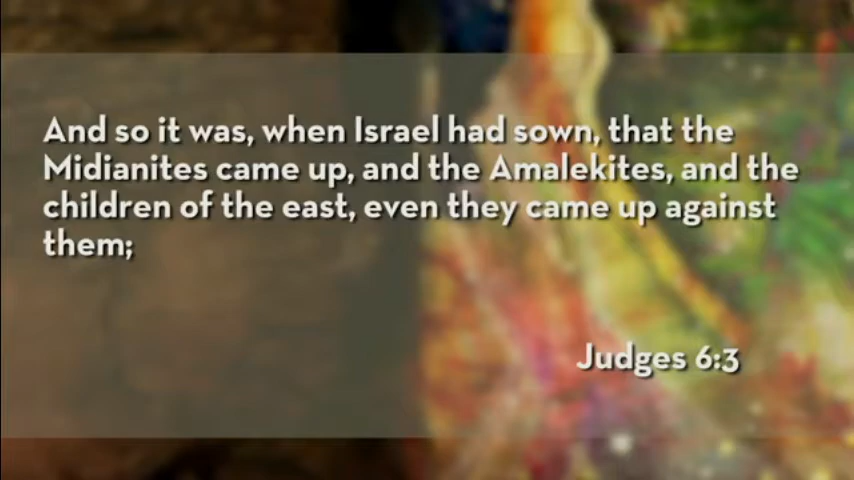 And so it was, when Israel had sown, that the
Midianites came up, and the Amalekites, and the
children of the east, even they came up against
them;
Judges 6:3